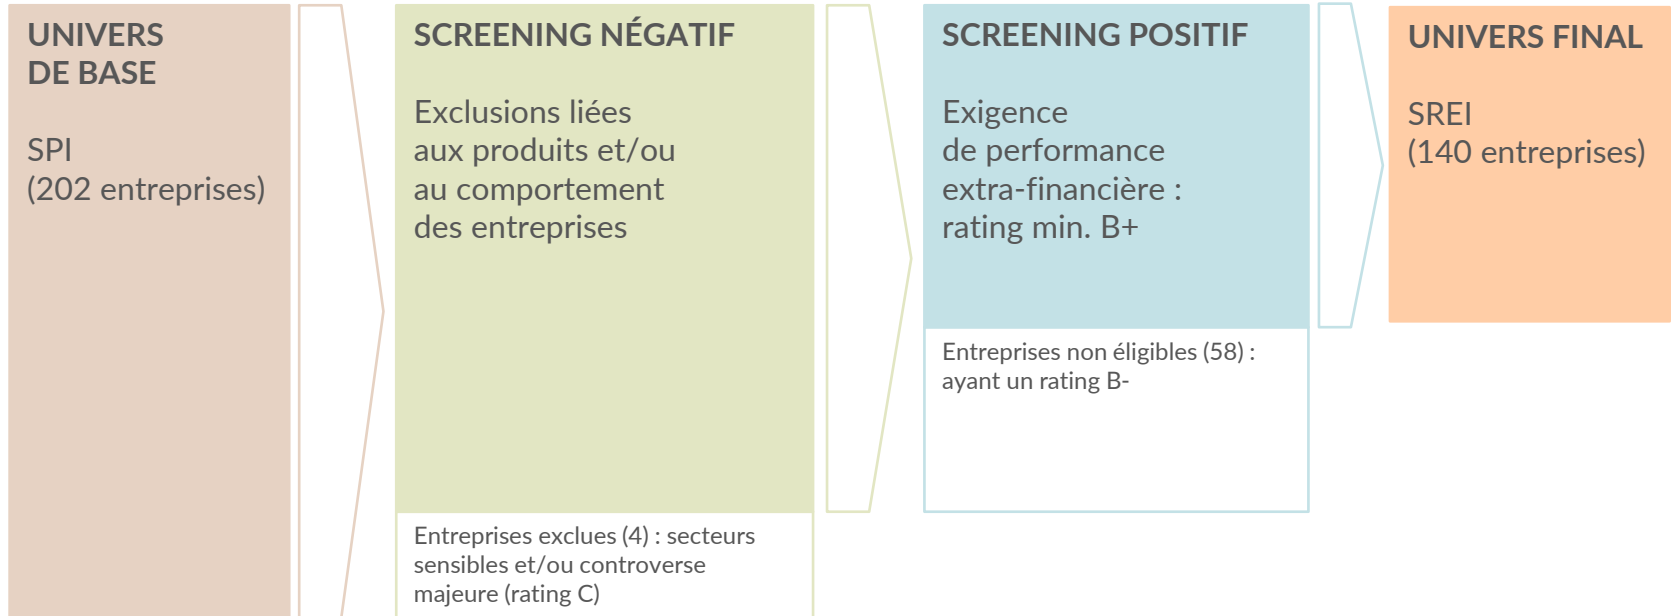 UNIVERS
DE BASE
SPI
(202 entreprises)
SCREENING NÉGATIF
Exclusions liées
aux produits et/ou
au comportement
des entreprises
Entreprises exclues (4) : secteurs
sensibles et/ou controverse
majeure (rating C)
SCREENING POSITIF
Exigence
de performance
extra-financière :
rating min. B+
Entreprises non éligibles (58) :
ayant un rating B-
UNIVERS FINAL
SREI
(140 entreprises)